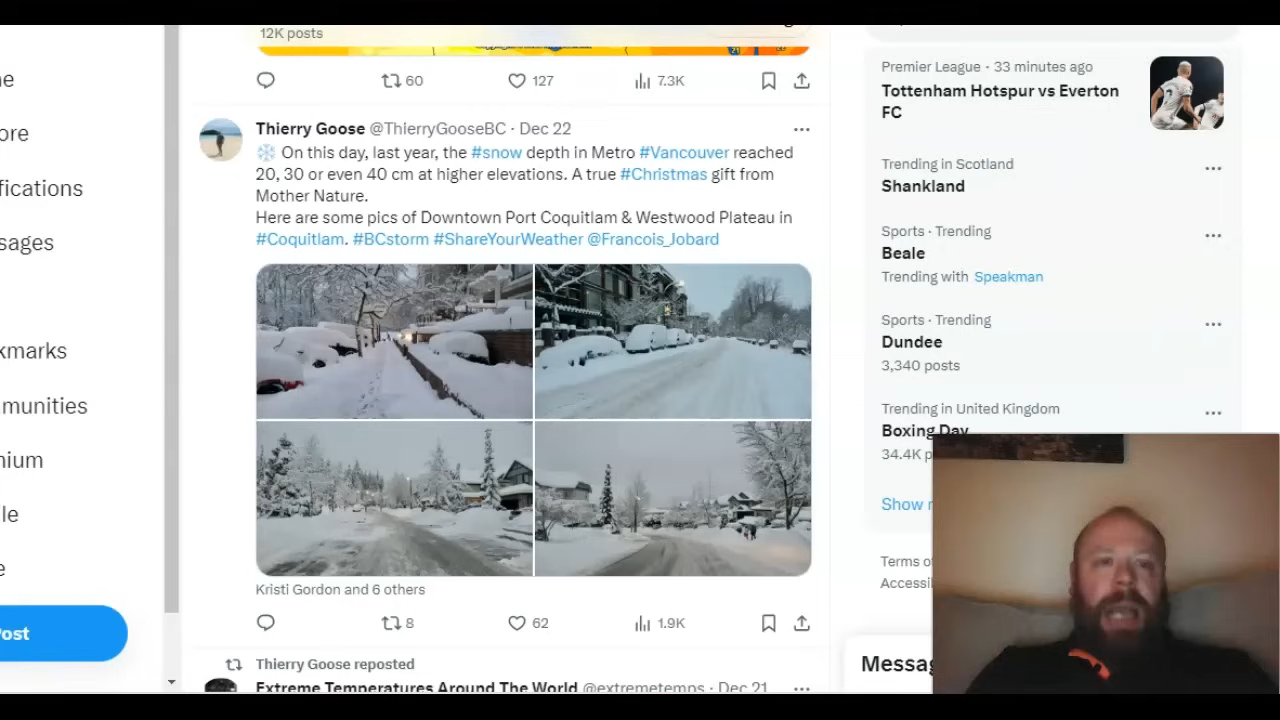 12K posts
60
127
7.3K
Thierry Goose @ThierryGooseBC · Dec 22
On this day, last year, the #snow depth in Metro #Vancouver reached
20, 30 or even 40 cm at higher elevations. A true #Christmas gift from
Mother Nature.
Here are some pics of Downtown Port Coquitlam & Westwood Plateau in
#Coquitlam. #BCstorm #ShareYourWeather @Francois_Jobard
Kristi Gordon and 6 others
8
62
1.9K
Thierry Goose reposted
Extreme Temperatures Around The World @extremetemps · Dec 21
ne
ore
fications
sages
kmarks
munities
nium
le
e
ost
Premier League · 33 minutes ago
Tottenham Hotspur vs Everton
FC
Trending in Scotland
Shankland
Sports · Trending
Beale
Trending with Speakman
Sports · Trending
Dundee
3,340 posts
Trending in United Kingdom
Boxing Day
34.4K p
Show
Terms of
Accessi
Messa